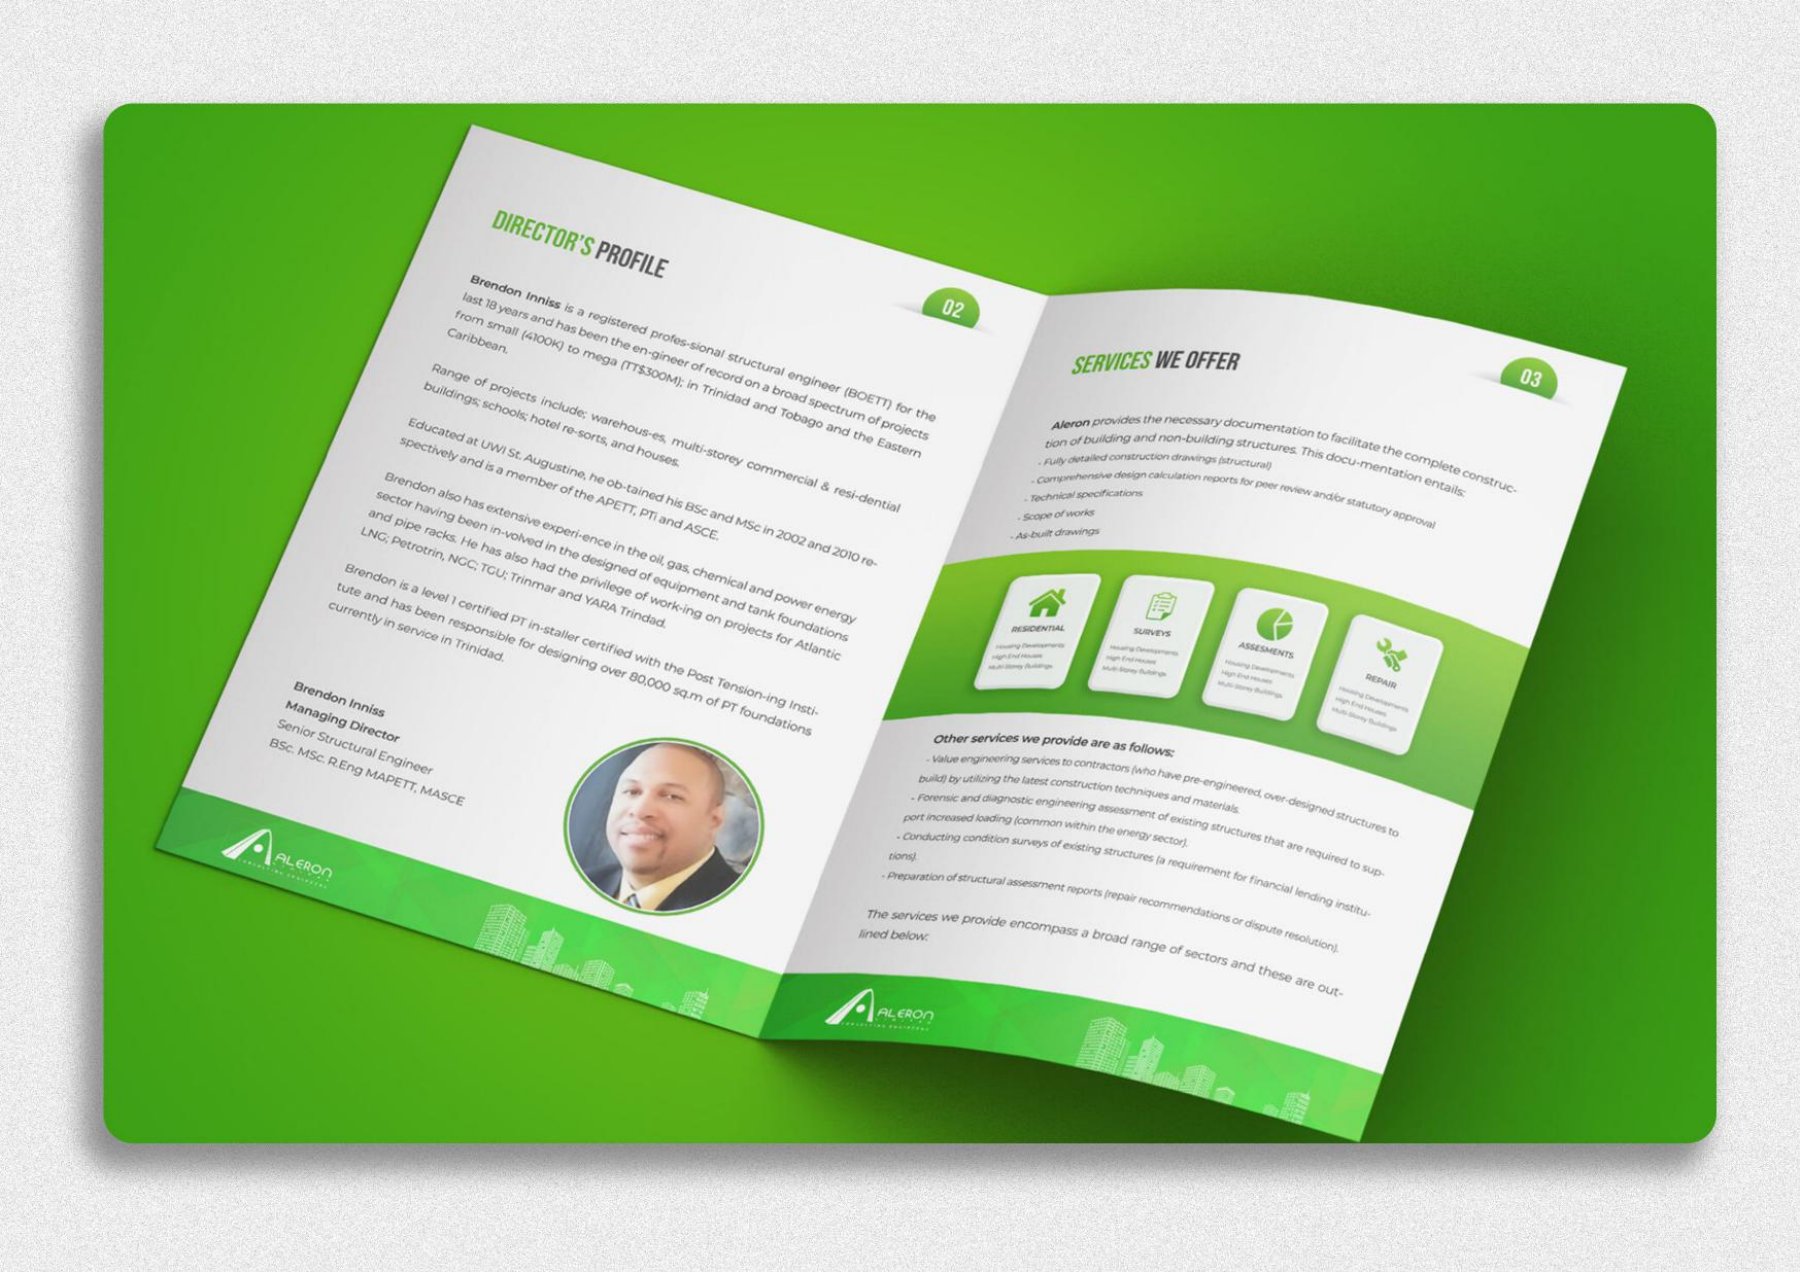 DIRECTOR'S PROFILE
02
Brendon Inniss is a registered profes-sional structural engineer (BOETT) for the
last 18 years and has been the en-gineer of record on a broad spectrum of projects
from small (4100K) to mega (TT$300M); in Trinidad and Tobago and the Eastern
Caribbean.
Range of projects include; warehous-es, multi-storey commercial & resi-dential
buildings; schools; hotel re-sorts, and houses.
Educated at UWI St. Augustine, he ob-tained his BSc and MSc in 2002 and 2010 re-
spectively and is a member of the APETT, PTi and ASCE.
Brendon also has extensive experi-ence in the oil, gas, chemical and power energy
sector having been in-volved in the designed of equipment and tank foundations
and pipe racks. He has also had the privilege of work-ing on projects for Atlantic
LNG; Petrotrin, NGC; TGU; Trinmar and YARA Trindad.
Brendon is a level 1 certified PT in-staller certified with the Post Tension-ing Insti-
tute and has been responsible for designing over 80,000 sq.m of PT foundations
currently in service in Trinidad.
Brendon Inniss
Managing Director
Senior Structural Engineer
BSc. MSc. R.Eng MAPETT, MASCE
ALERON
CONSULTING ENGINEERS
SERVICES WE OFFER
03
Aleron provides the necessary documentation to facilitate the complete construc-
tion of building and non-building structures. This docu-mentation entails:
- Fully detailed construction drawings (structural)
- Comprehensive design calculation reports for peer review and/or statutory approval
- Technical specifications
- Scope of works
- As-built drawings
RESIDENTIAL
Housing Developments
High End Houses
Multi-Storey Buildings
SURVEYS
Housing Developments
High End Houses
Multi-Storey Buildings
ASSESMENTS
Housing Developments
High End Houses
Multi-Storey Buildings
REPAIR
Housing Developments
High End Houses
Multi-Storey Buildings
Other services we provide are as follows:
- Value engineering services to contractors (who have pre-engineered, over-designed structures to
build) by utilizing the latest construction techniques and materials.
- Forensic and diagnostic engineering assessment of existing structures that are required to sup-
port increased loading (common within the energy sector).
- Conducting condition surveys of existing structures (a requirement for financial lending institu-
tions).
- Preparation of structural assessment reports (repair recommendations or dispute resolution).
The services we provide encompass a broad range of sectors and these are out-
lined below:
ALERON
CONSULTING ENGINEERS